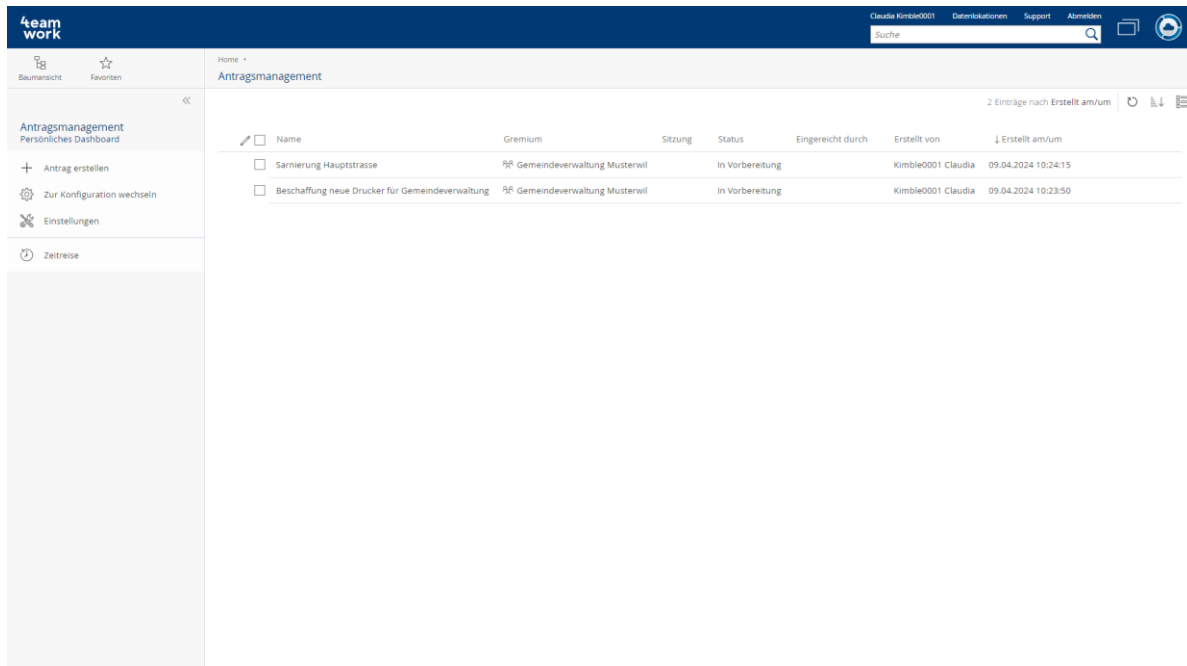 4team
work
Claudia Kimble0001 Datenlokationen Support Abmelden
Suche
Baumansicht Favoriten
Home
Antragsmanagement
2 Einträge nach Erstellt am/um
Antragsmanagement
Persönliches Dashboard
Antrag erstellen
Zur Konfiguration wechseln
Einstellungen
Zeitreise
Name Gremium Sitzung Status Eingereicht durch Erstellt von ↓ Erstellt am/um
Sarnierung Hauptstrasse Gemeindeverwaltung Musterwil In Vorbereitung Kimble0001 Claudia 09.04.2024 10:24:15
Beschaffung neue Drucker für Gemeindeverwaltung Gemeindeverwaltung Musterwil In Vorbereitung Kimble0001 Claudia 09.04.2024 10:23:50